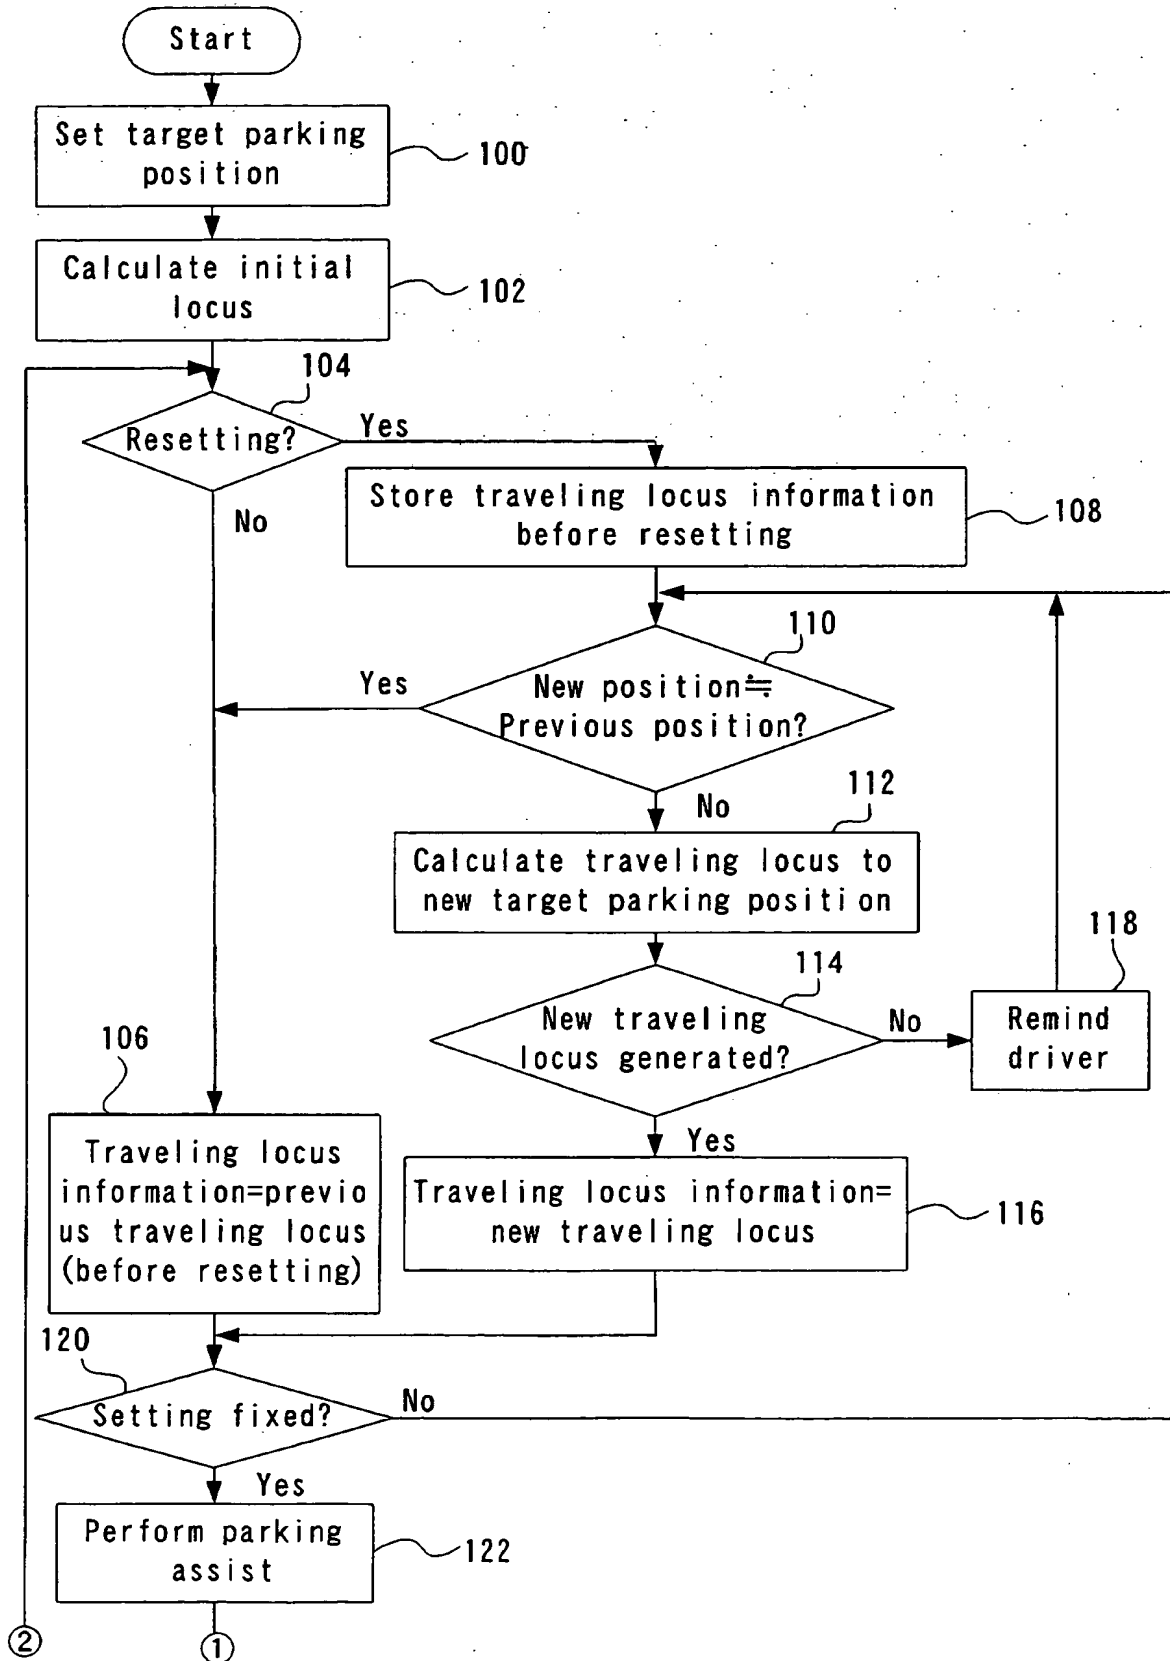 Start
Set target parking
position
100
Calculate initial
locus
102
104
Resetting?
Yes
No
Store traveling locus information
before resetting
108
110
New position≒
Previous position?
Yes
No
112
Calculate traveling locus to
new target parking position
114
New traveling
locus generated?
No
118
Remind
driver
106
Traveling locus
information=previo
us traveling locus
(before resetting)
Yes
Traveling locus information=
new traveling locus
116
120
Setting fixed?
No
Yes
Perform parking
assist
122
②
①